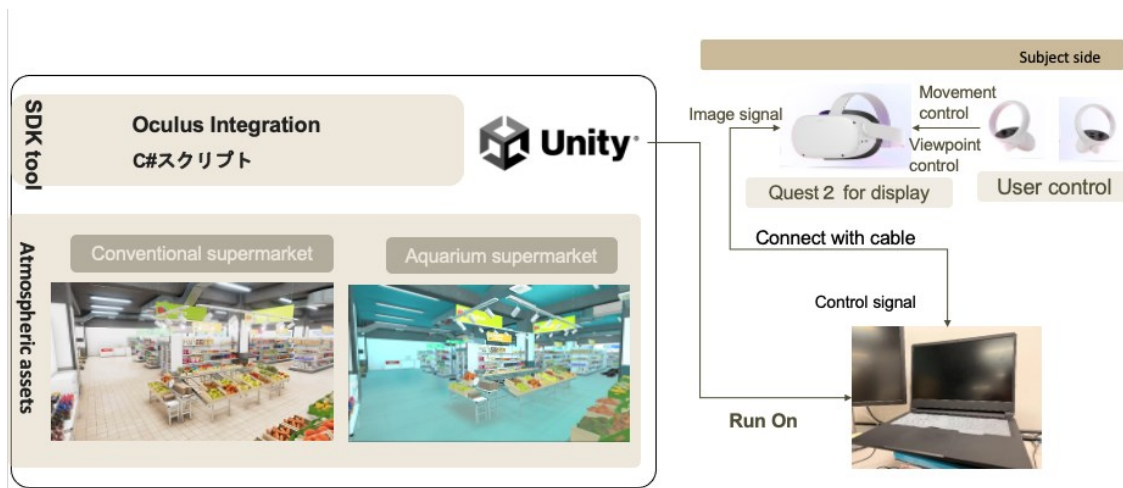 Subject side
SDK tool
Oculus Integration
C#スクリプト
Unity
Image signal
Movement
control
Viewpoint
control
Quest 2 for display
User control
Connect with cable
Control signal
Run On
Atmospheric assets
Conventional supermarket
Aquarium supermarket